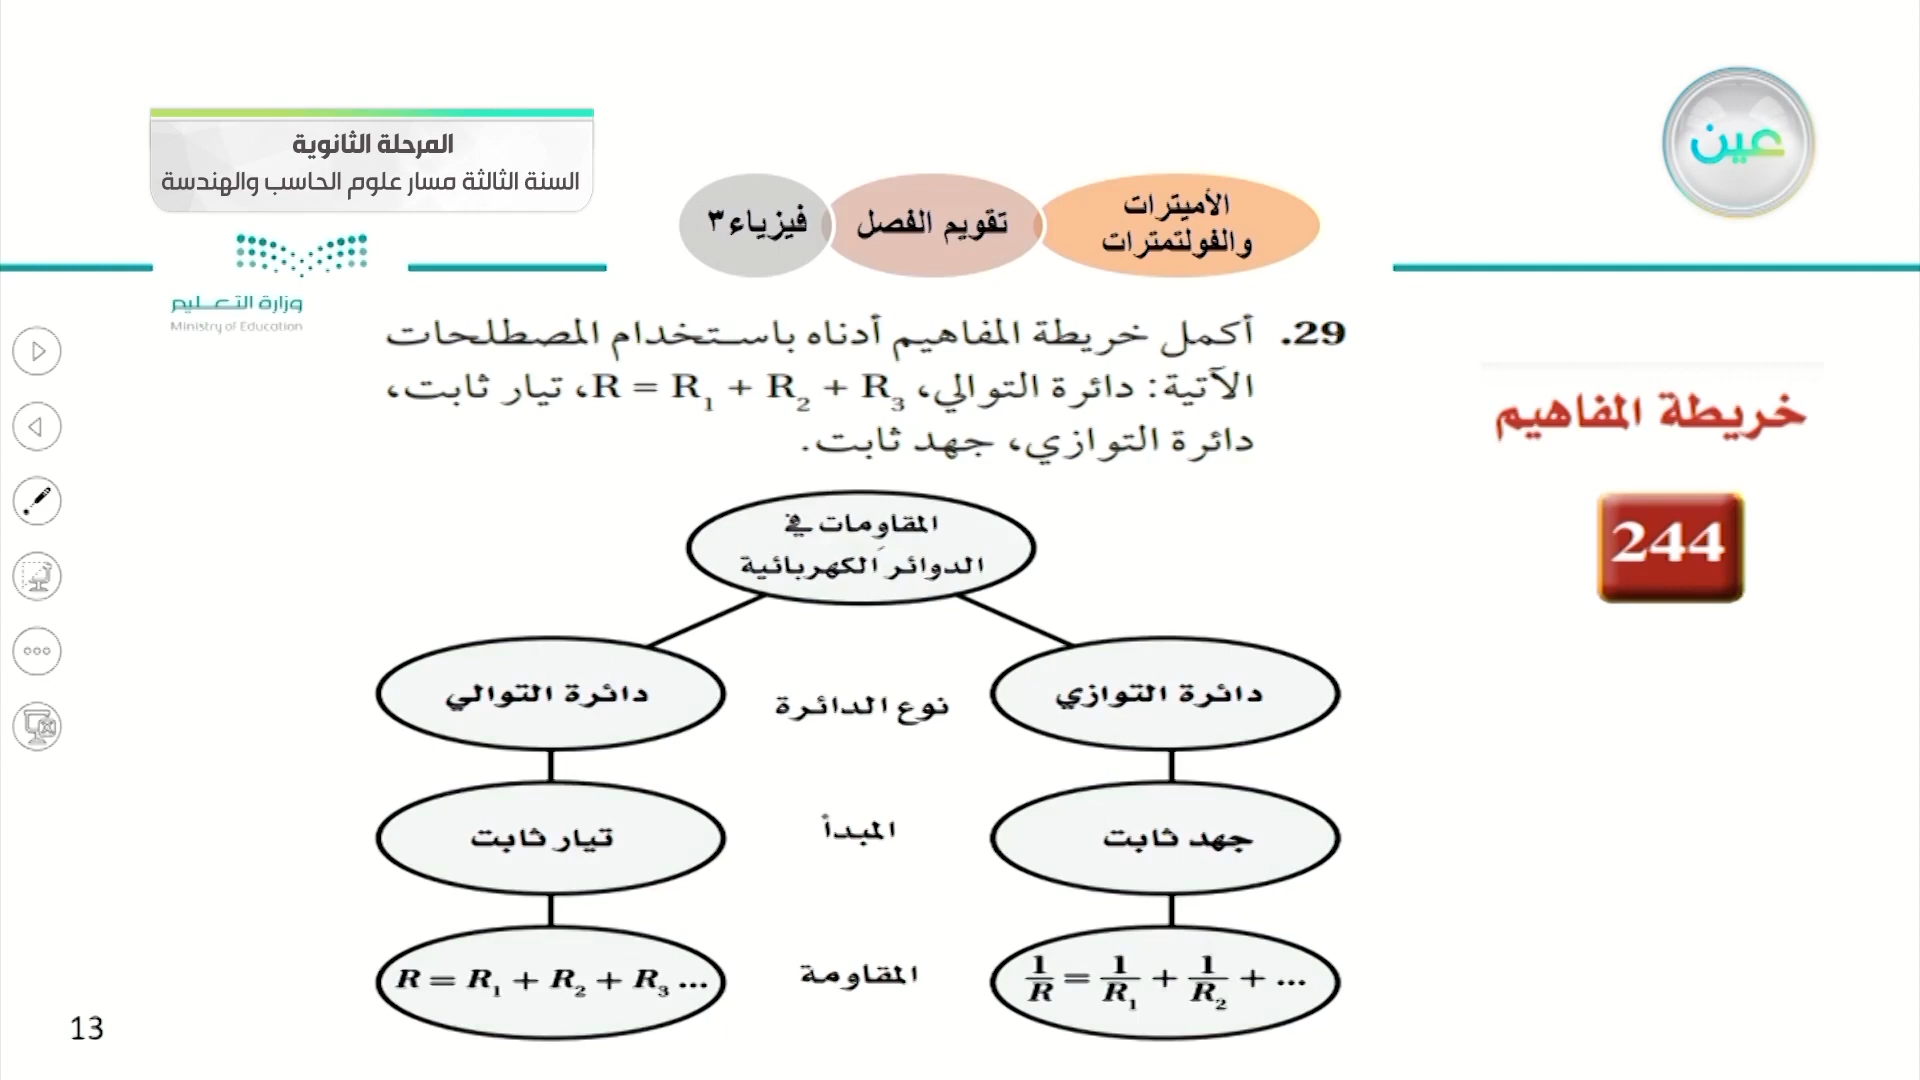 المرحلة الثانوية
السنة الثالثة مسار علوم الحاسب والهندسة
عين
وزارة التعليم
Ministry of Education
الأميترات
والفولتمترات
تقويم الفصل
فيزياء ٣
خريطة المفاهيم
244
29. أكمل خريطة المفاهيم أدناه باستخدام المصطلحات
الآتية: دائرة التوالي، R = R₁ + R₂ + R₃، تيار ثابت،
دائرة التوازي، جهد ثابت.
المقاومات في
الدوائر الكهربائية
دائرة التوازي
نوع الدائرة
دائرة التوالي
جهد ثابت
المبدأ
تيار ثابت
1/R = 1/R₁ + 1/R₂ + ...
المقاومة
R = R₁ + R₂ + R₃ ...
13